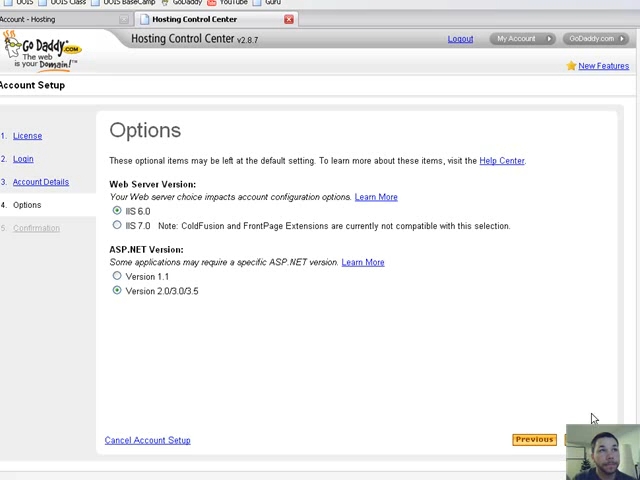 UOIS
UOIS Class
UOIS BaseCamp
GoDaddy
YouTube
Guru
Account - Hosting
Hosting Control Center
Go Daddy.COM
The web
is your Domain!™
Hosting Control Center v2.8.7
Logout
My Account
GoDaddy.com
New Features
Account Setup
1. License
2. Login
3. Account Details
4. Options
5. Confirmation
Options
These optional items may be left at the default setting. To learn more about these items, visit the Help Center.
Web Server Version:
Your Web server choice impacts account configuration options. Learn More
IIS 6.0
IIS 7.0 Note: ColdFusion and FrontPage Extensions are currently not compatible with this selection.
ASP.NET Version:
Some applications may require a specific ASP.NET version. Learn More
Version 1.1
Version 2.0/3.0/3.5
Cancel Account Setup
Previous